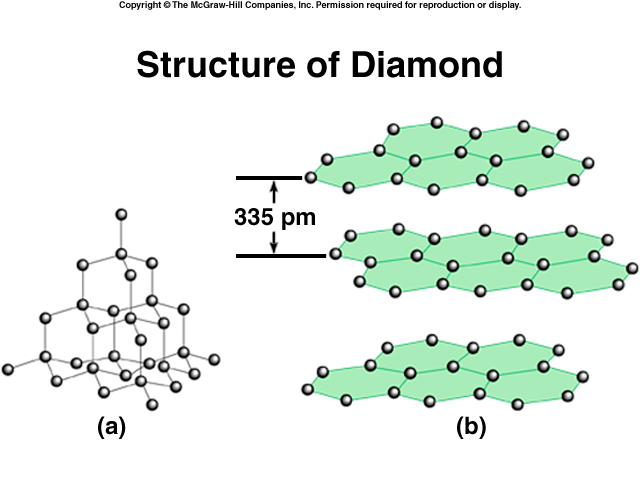 Copyright © The McGraw-Hill Companies, Inc. Permission required for reproduction or display.
Structure of Diamond
335 pm
(a)
(b)